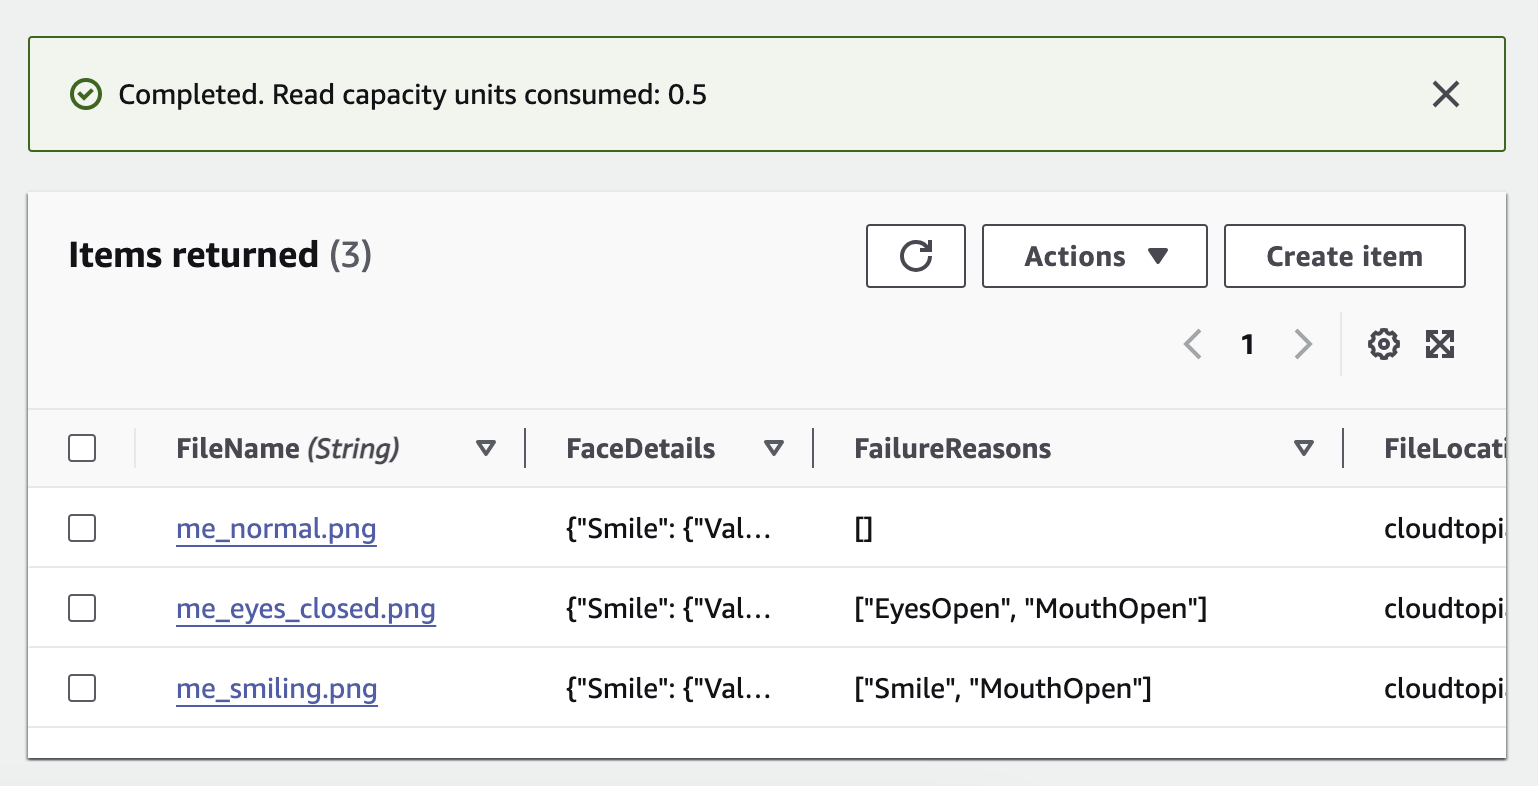 Completed. Read capacity units consumed: 0.5
Items returned (3)
Actions
Create item
1
FileName (String) FaceDetails FailureReasons FileLocati
me_normal.png {"Smile": {"Val… [] cloudtopi
me_eyes_closed.png {"Smile": {"Val… ["EyesOpen", "MouthOpen"] cloudtopi
me_smiling.png {"Smile": {"Val… ["Smile", "MouthOpen"] cloudtopi